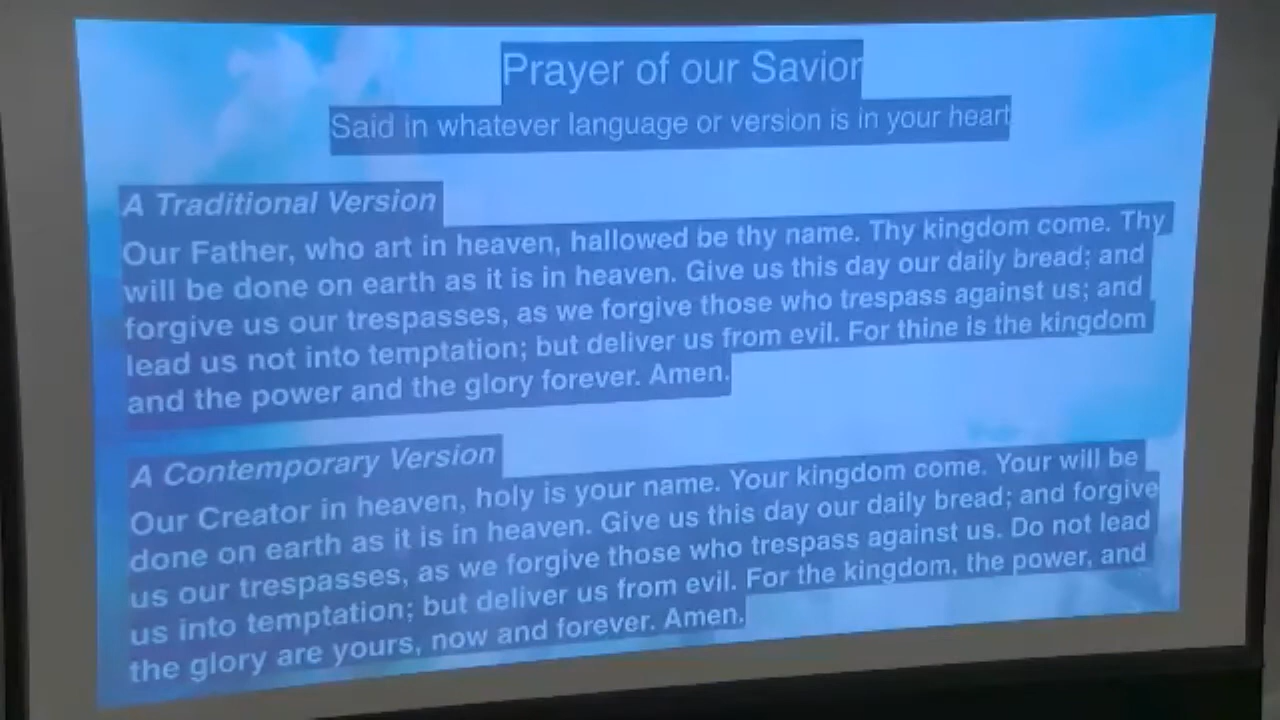 Prayer of our Savior
Said in whatever language or version is in your heart
A Traditional Version
Our Father, who art in heaven, hallowed be thy name. Thy kingdom come. Thy
will be done on earth as it is in heaven. Give us this day our daily bread; and
forgive us our trespasses, as we forgive those who trespass against us; and
lead us not into temptation; but deliver us from evil. For thine is the kingdom
and the power and the glory forever. Amen.
A Contemporary Version
Our Creator in heaven, holy is your name. Your kingdom come. Your will be
done on earth as it is in heaven. Give us this day our daily bread; and forgive
us our trespasses, as we forgive those who trespass against us. Do not lead
us into temptation; but deliver us from evil. For the kingdom, the power, and
the glory are yours, now and forever. Amen.